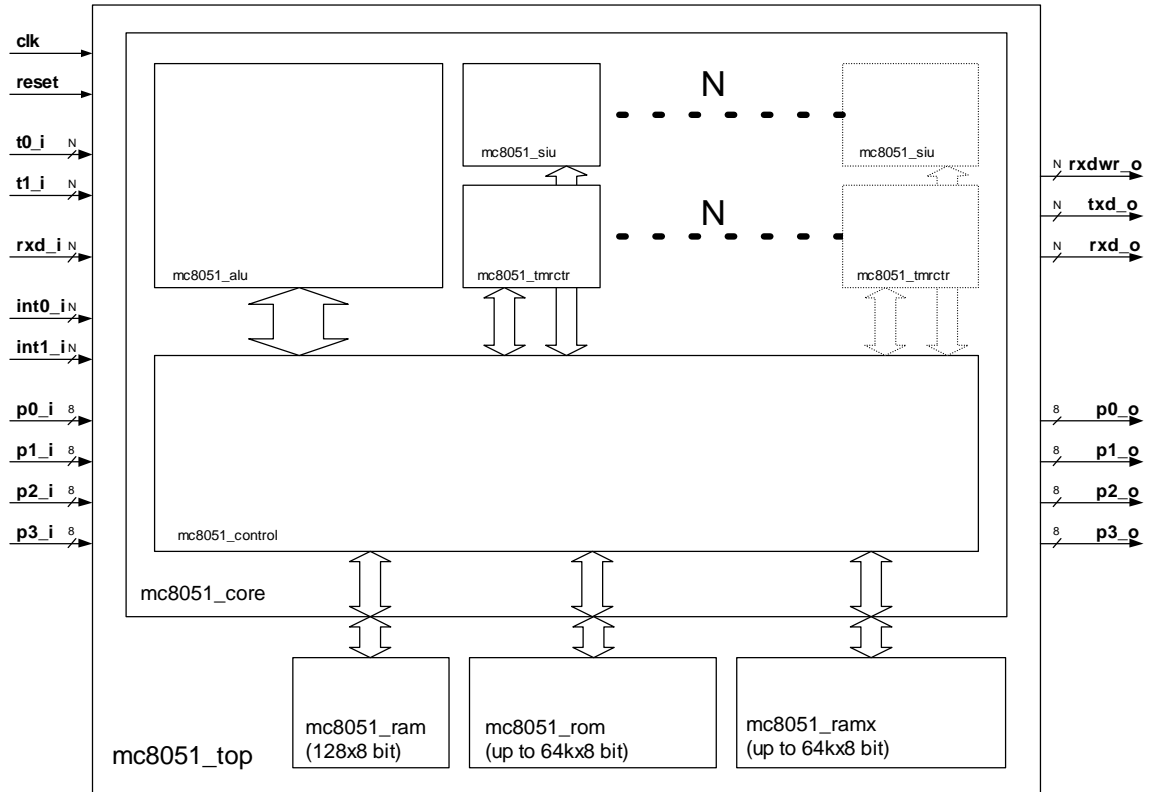 clk
reset
t0_i N
t1_i N
rxd_i N
int0_i N
int1_i N
p0_i 8
p1_i 8
p2_i 8
p3_i 8
N
mc8051_siu
mc8051_siu
N
mc8051_alu
mc8051_tmrctr
mc8051_tmrctr
mc8051_control
mc8051_core
mc8051_ram
(128x8 bit)
mc8051_rom
(up to 64kx8 bit)
mc8051_ramx
(up to 64kx8 bit)
mc8051_top
N rxdwr_o
N txd_o
N rxd_o
8 p0_o
8 p1_o
8 p2_o
8 p3_o